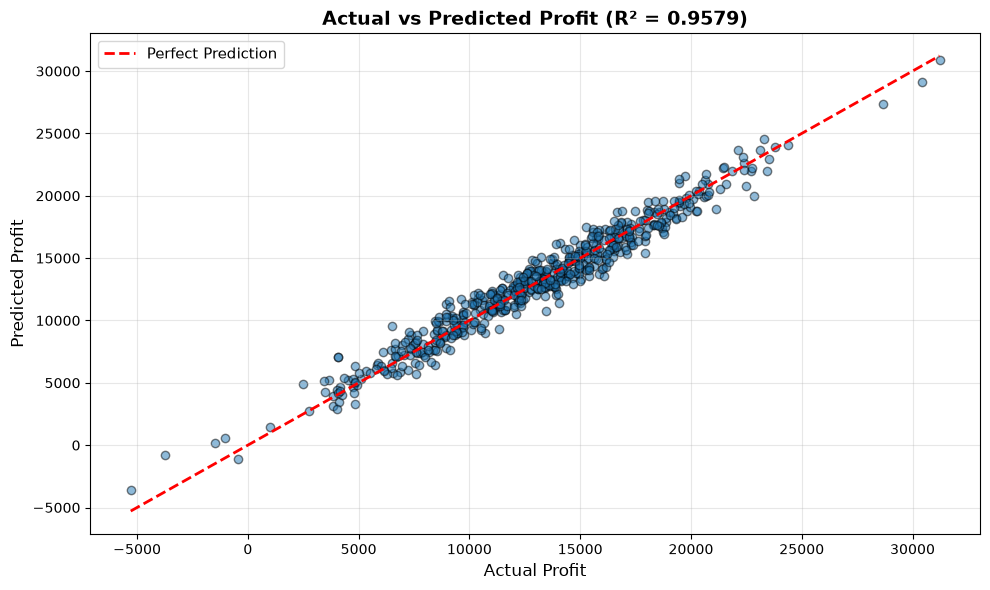 Actual vs Predicted Profit (R² = 0.9579)
Perfect Prediction
Predicted Profit
30000
25000
20000
15000
10000
5000
0
−5000
−5000 0 5000 10000 15000 20000 25000 30000
Actual Profit